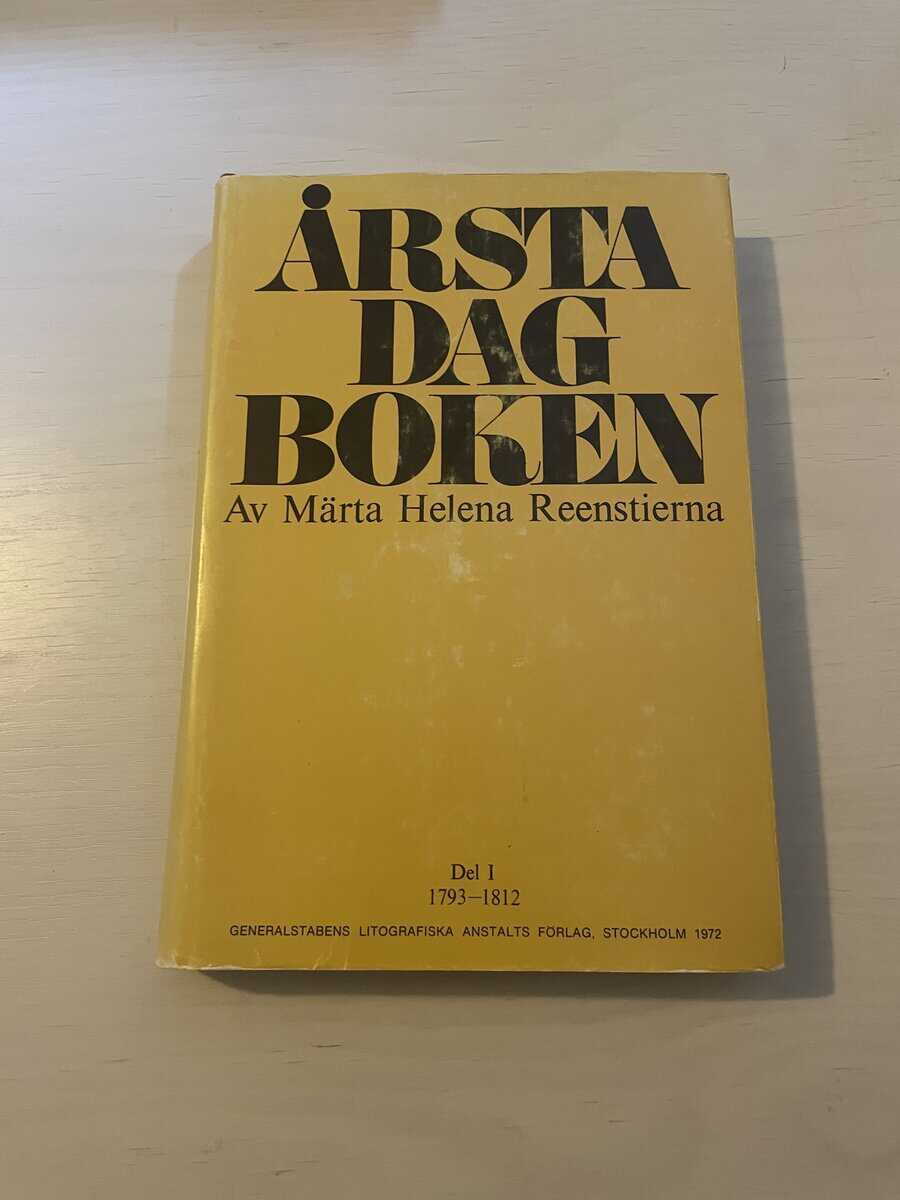 ÅRSTA
DAG
BOKEN
Av Märta Helena Reenstierna
Del I
1793–1812
GENERALSTABENS LITOGRAFISKA ANSTALTS FÖRLAG, STOCKHOLM 1972